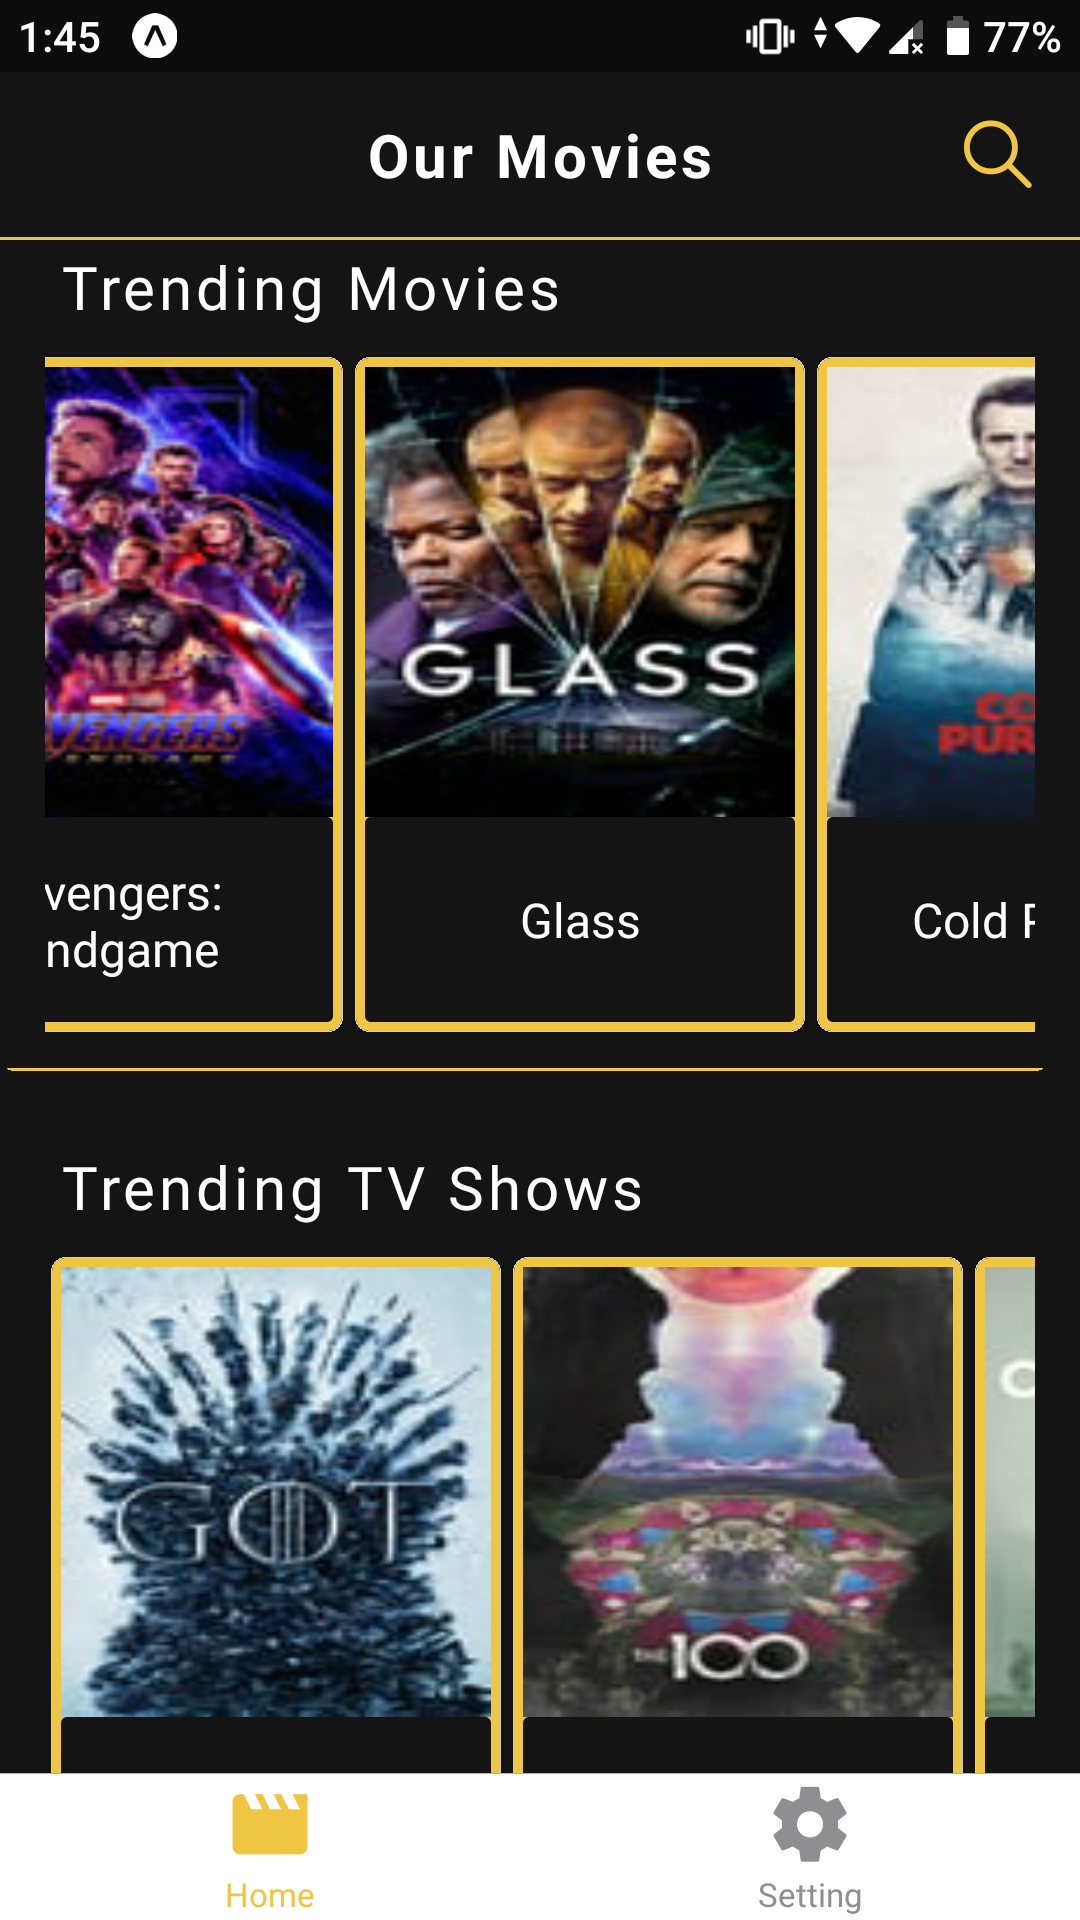 1:45
77%
Our Movies
Trending Movies
VENGERS
GLASS
CO
PUR
vengers:
ndgame
Glass
Cold
Trending TV Shows
GOT
THE 100
Home
Setting